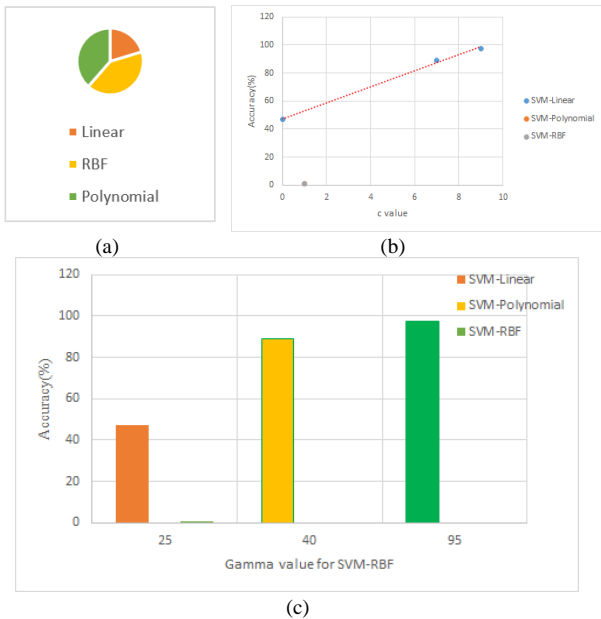 Linear
RBF
Polynomial
(a)
Accuracy(%)
120
100
80
60
40
20
0
0 2 4 6 8 10
c value
SVM-Linear
SVM-Polynomial
SVM-RBF
(b)
Accuracy(%)
120
100
80
60
40
20
0
25 40 95
Gamma value for SVM-RBF
SVM-Linear
SVM-Polynomial
SVM-RBF
(c)